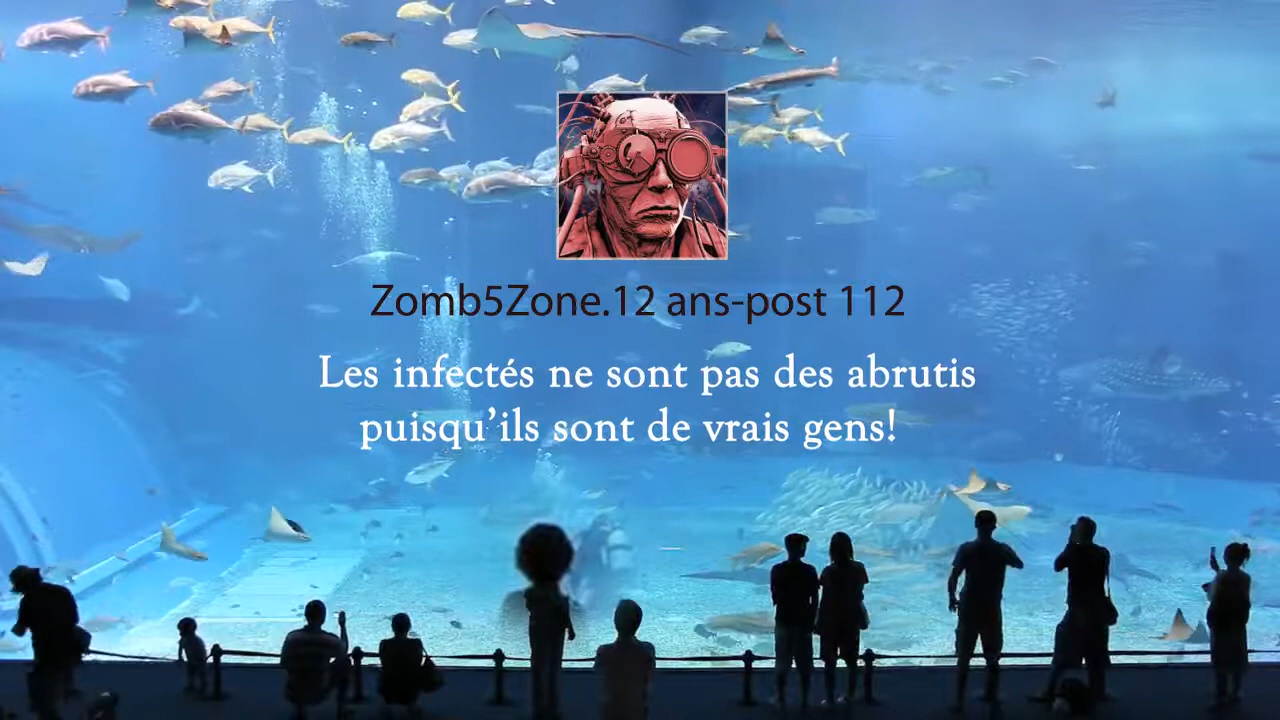 Zomb5Zone.12 ans-post 112
Les infectés ne sont pas des abrutis
puisqu’ils sont de vrais gens!